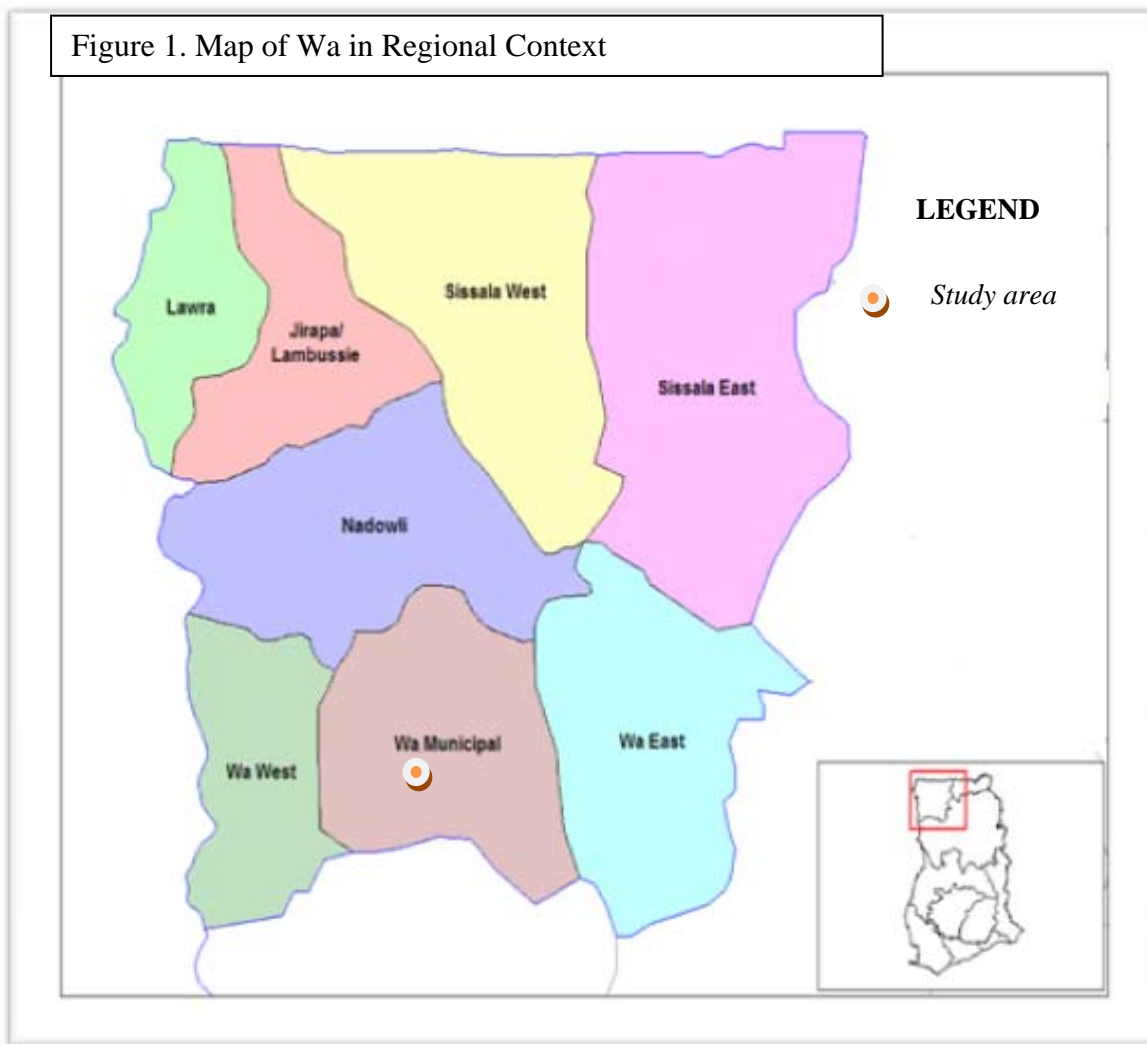 Figure 1. Map of Wa in Regional Context
LEGEND
Study area
Lawra
Jirapa/
Lambussie
Sissala West
Sissala East
Nadowli
Wa West
Wa Municipal
Wa East